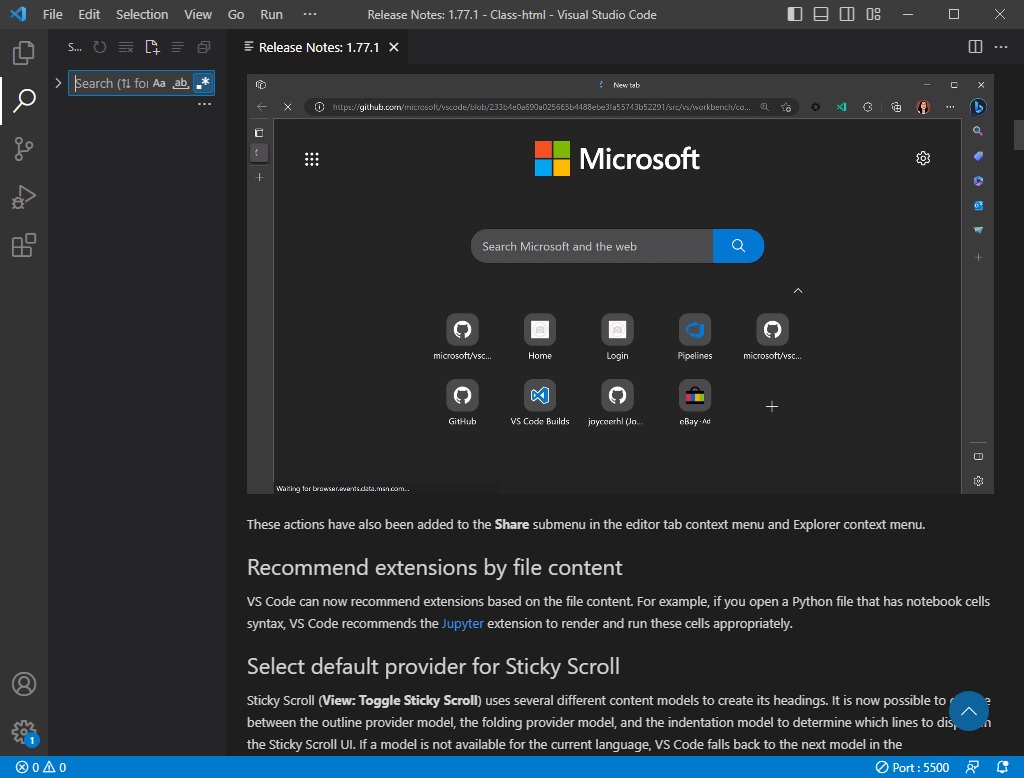 File Edit Selection View Go Run ··· Release Notes: 1.77.1 - Class-html - Visual Studio Code
S...
Release Notes: 1.77.1
Search (⇅ for Aa ab .*
New tab
https://github.com/microsoft/vscode/blob/233b4e0a690a025665b4488ebe3fa55743b52291/src/vs/workbench/co...
Microsoft
Search Microsoft and the web
microsoft/vsc... Home Login Pipelines microsoft/vsc...
GitHub VS Code Builds joyceerhl (Jo... eBay · Ad
Waiting for browser.events.data.msn.com...
These actions have also been added to the Share submenu in the editor tab context menu and Explorer context menu.
Recommend extensions by file content
VS Code can now recommend extensions based on the file content. For example, if you open a Python file that has notebook cells
syntax, VS Code recommends the Jupyter extension to render and run these cells appropriately.
Select default provider for Sticky Scroll
Sticky Scroll (View: Toggle Sticky Scroll) uses several different content models to create its headings. It is now possible to
between the outline provider model, the folding provider model, and the indentation model to determine which lines to
the Sticky Scroll UI. If a model is not available for the current language, VS Code falls back to the next model in the
1
0 0 Port : 5500